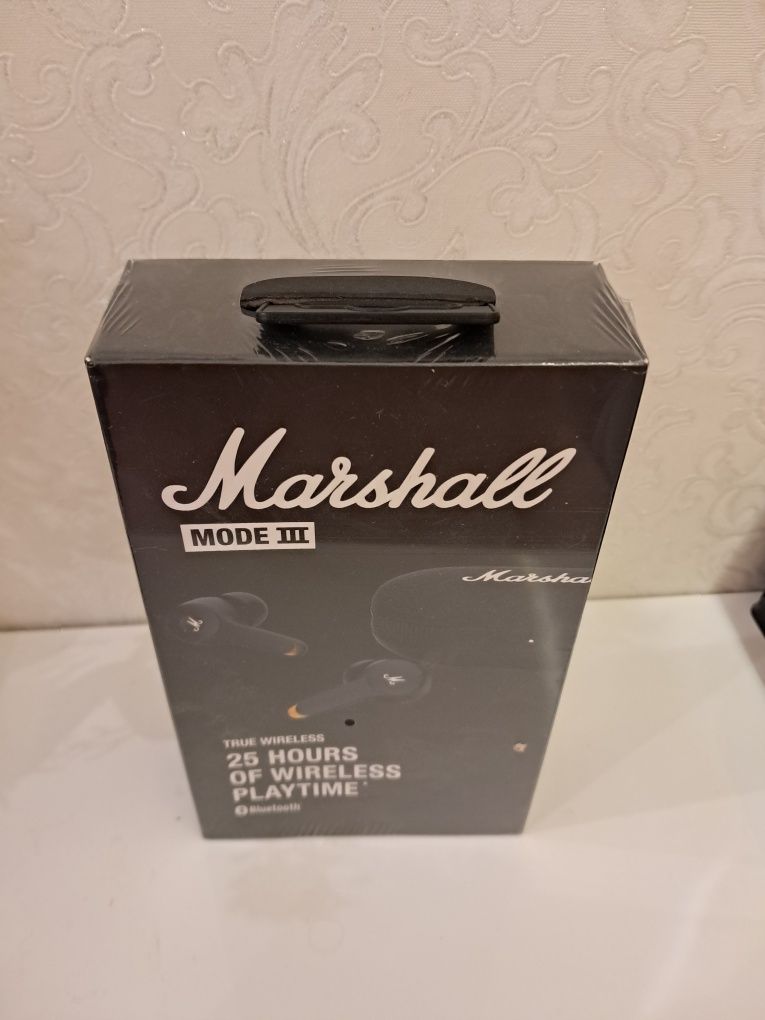 Marshall
MODE III
Marsha
TRUE WIRELESS
25 HOURS
OF WIRELESS
PLAYTIME*
Bluetooth